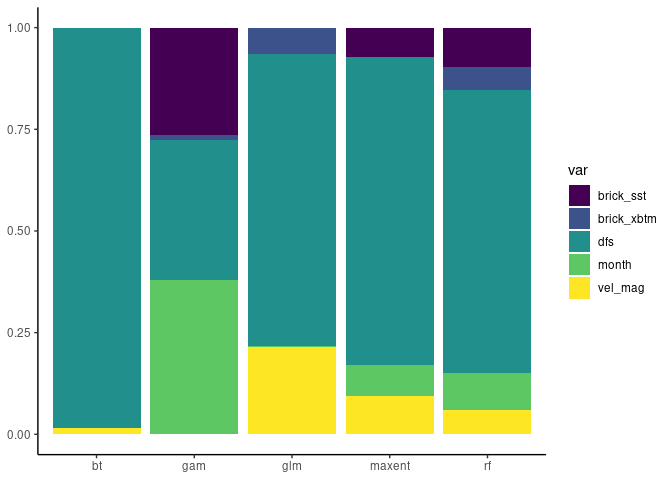 1.00
0.75
0.50
0.25
0.00
bt gam glm maxent rf
var
brick_sst
brick_xbtm
dfs
month
vel_mag